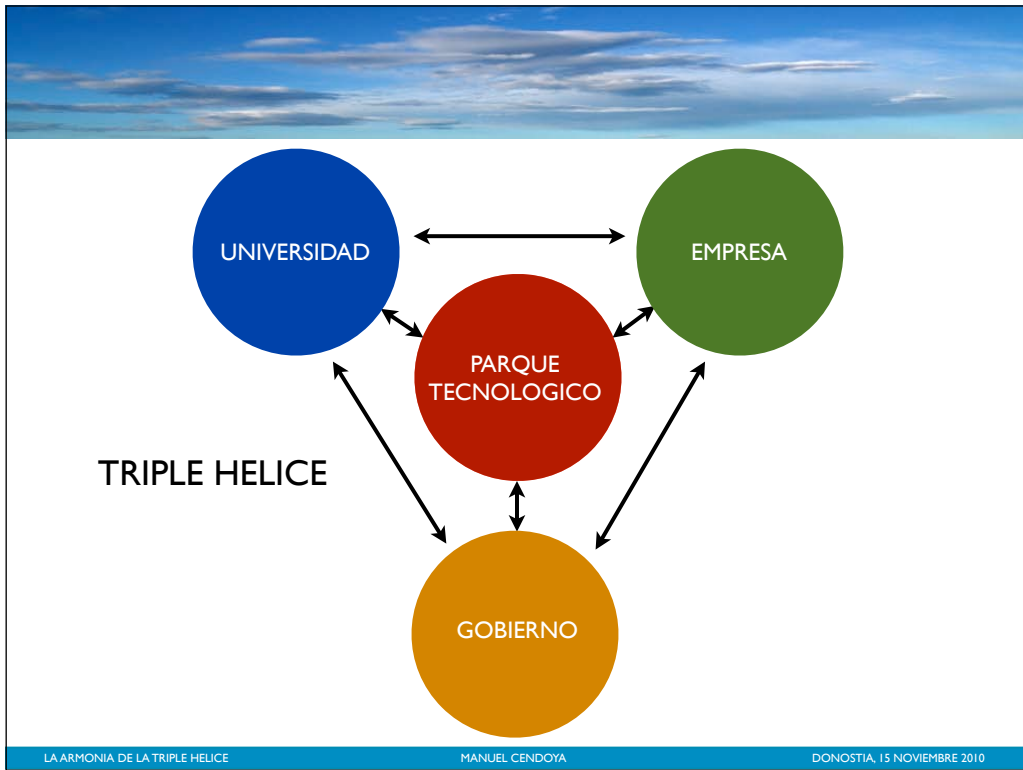 UNIVERSIDAD
EMPRESA
PARQUE
TECNOLOGICO
TRIPLE HELICE
GOBIERNO
LA ARMONIA DE LA TRIPLE HELICE
MANUEL CENDOYA
DONOSTIA, 15 NOVIEMBRE 2010